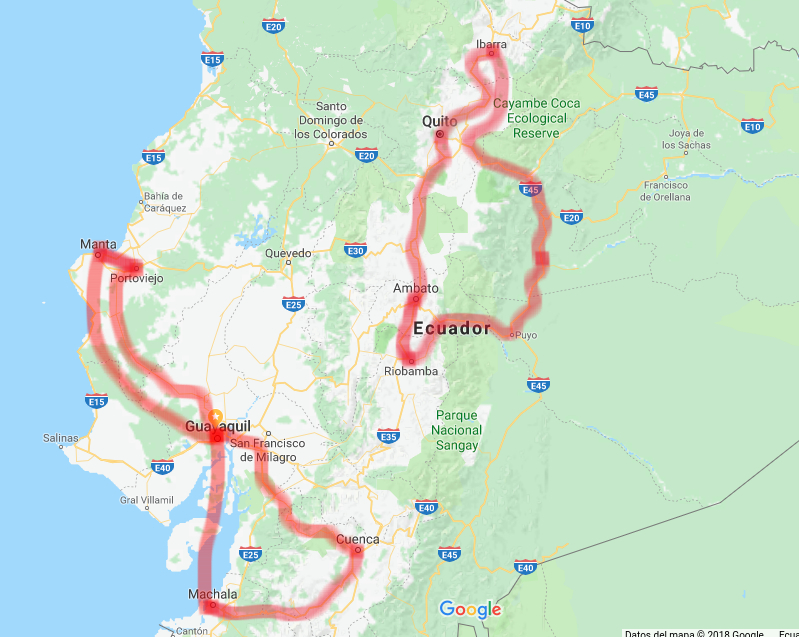 E20
E10
Ibarra
E15
E45
Santo
Domingo de
los Colorados
Cayambe Coca
Ecological
Reserve
Quito
E10
Joya de
los Sachas
E15
E20
Francisco
de Orellana
E45
Bahía de
Caráquez
E20
Manta
Portoviejo
Quevedo
E30
E25
Ambato
Ecuador
Puyo
Riobamba
E45
E15
Guayaquil
Parque
Nacional
Sangay
E35
Salinas
San Francisco
de Milagro
E40
Gral Villamil
E40
Cuenca
E25
E45
E40
Machala
Google
Cantón
Datos del mapa © 2018 Google